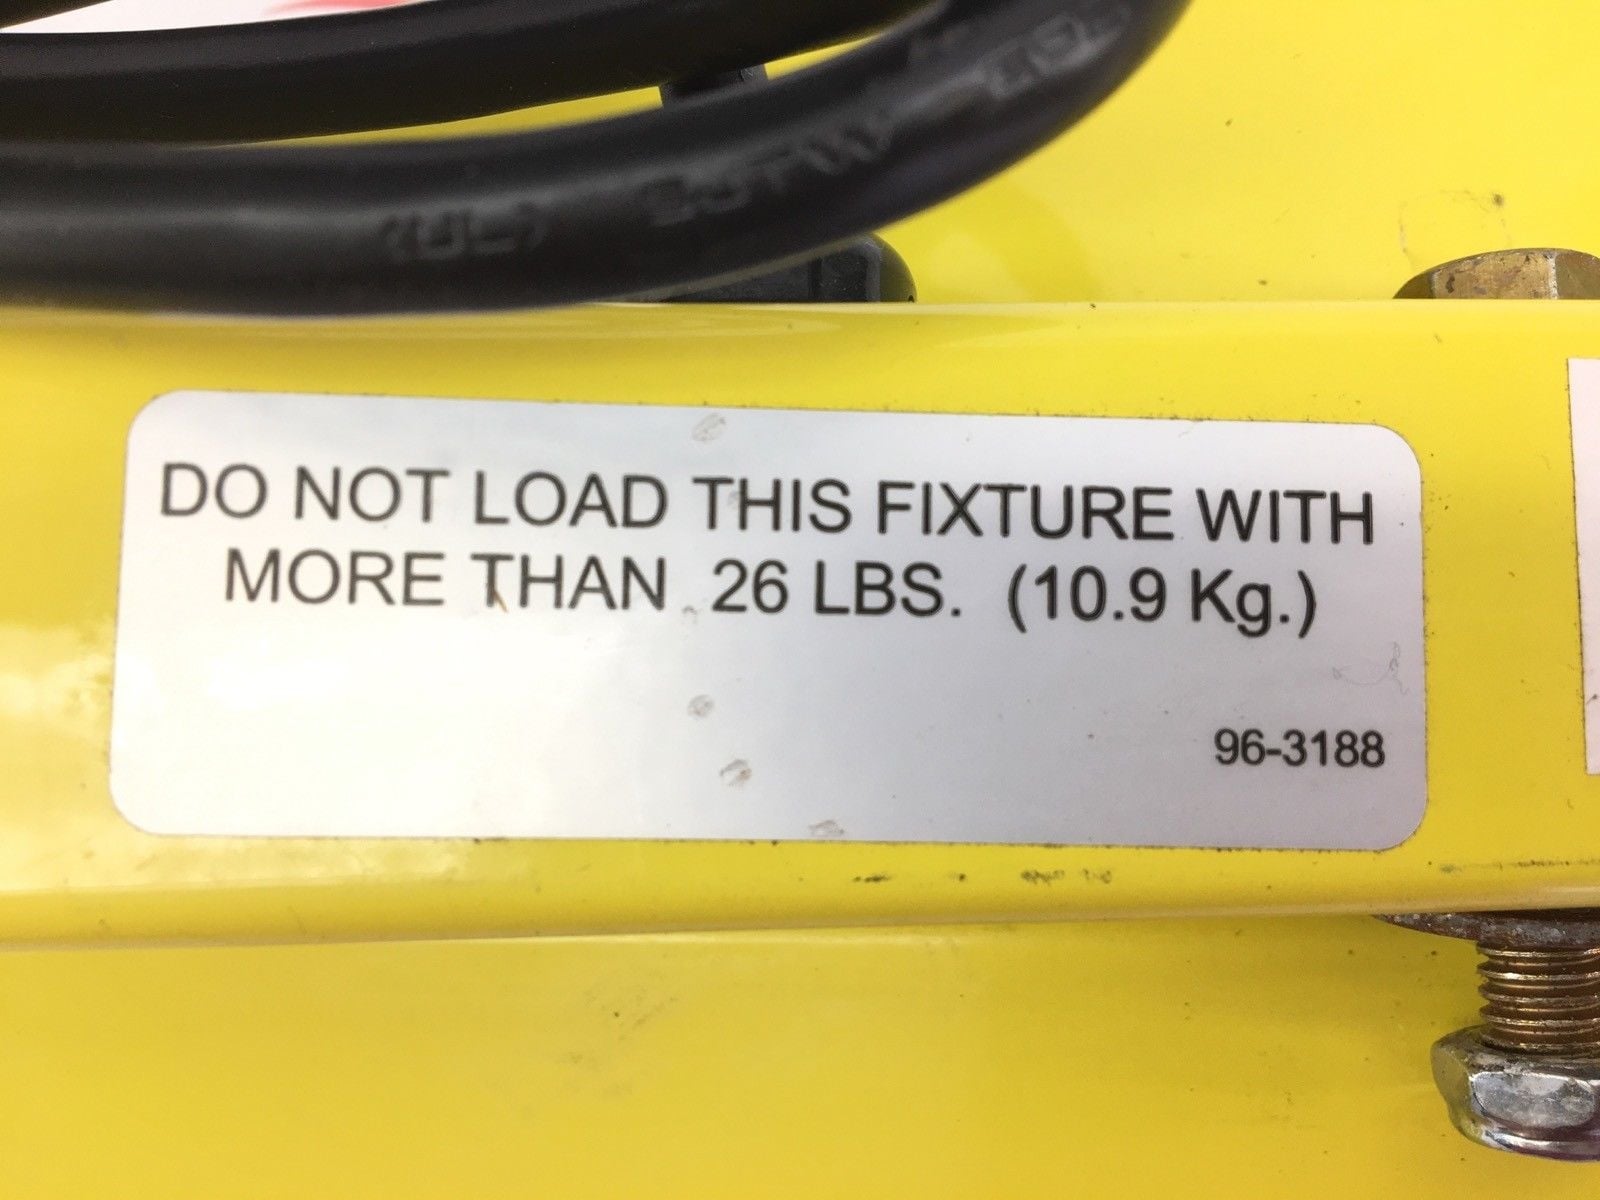 DO NOT LOAD THIS FIXTURE WITH
MORE THAN 26 LBS. (10.9 Kg.)
96-3188